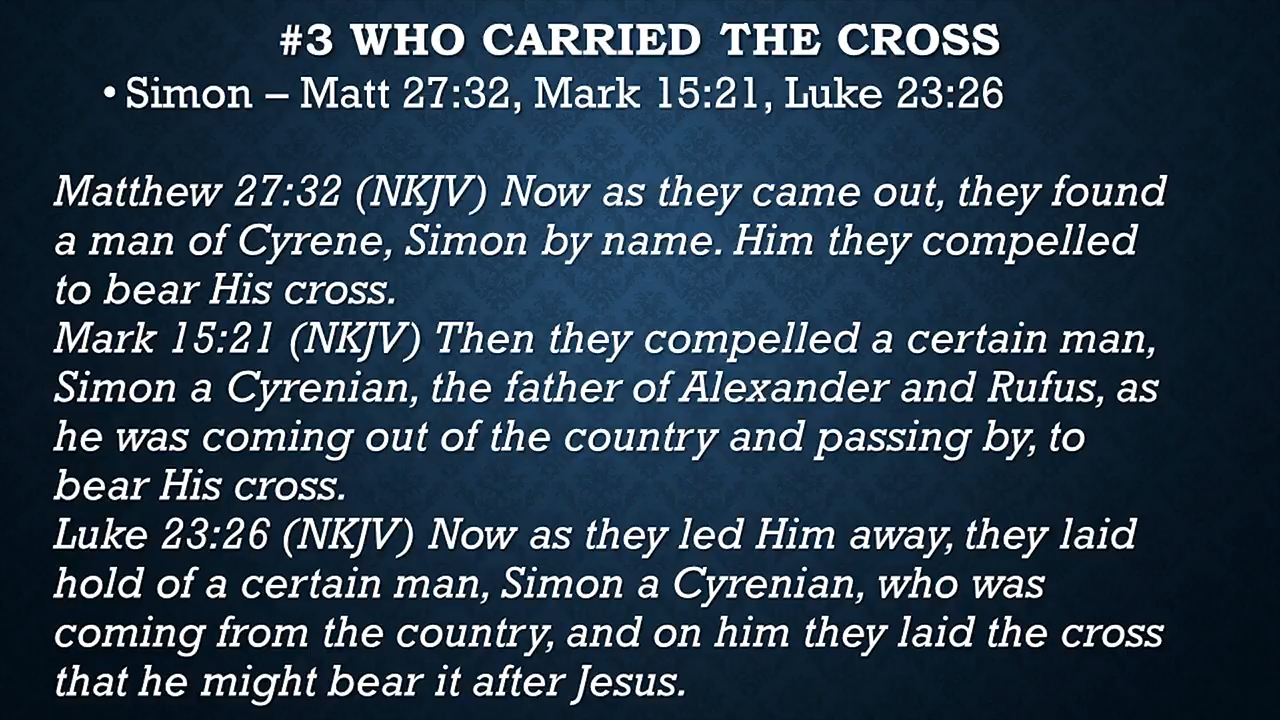 #3 WHO CARRIED THE CROSS
• Simon – Matt 27:32, Mark 15:21, Luke 23:26
Matthew 27:32 (NKJV) Now as they came out, they found
a man of Cyrene, Simon by name. Him they compelled
to bear His cross.
Mark 15:21 (NKJV) Then they compelled a certain man,
Simon a Cyrenian, the father of Alexander and Rufus, as
he was coming out of the country and passing by, to
bear His cross.
Luke 23:26 (NKJV) Now as they led Him away, they laid
hold of a certain man, Simon a Cyrenian, who was
coming from the country, and on him they laid the cross
that he might bear it after Jesus.